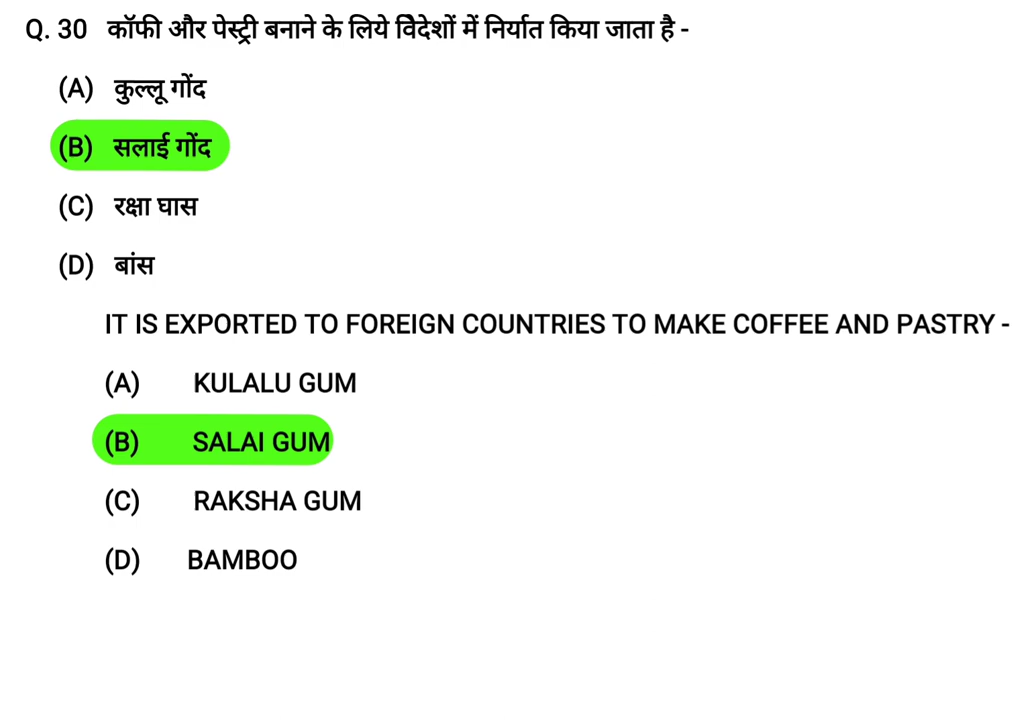 Q. 30 कॉफी और पेस्ट्री बनाने के लिये विेदेशों में निर्यात किया जाता है -
(A) कुल्लू गोंद
(B) सलाई गोंद
(C) रक्षा घास
(D) बांस
IT IS EXPORTED TO FOREIGN COUNTRIES TO MAKE COFFEE AND PASTRY -
(A) KULALU GUM
(B) SALAI GUM
(C) RAKSHA GUM
(D) BAMBOO